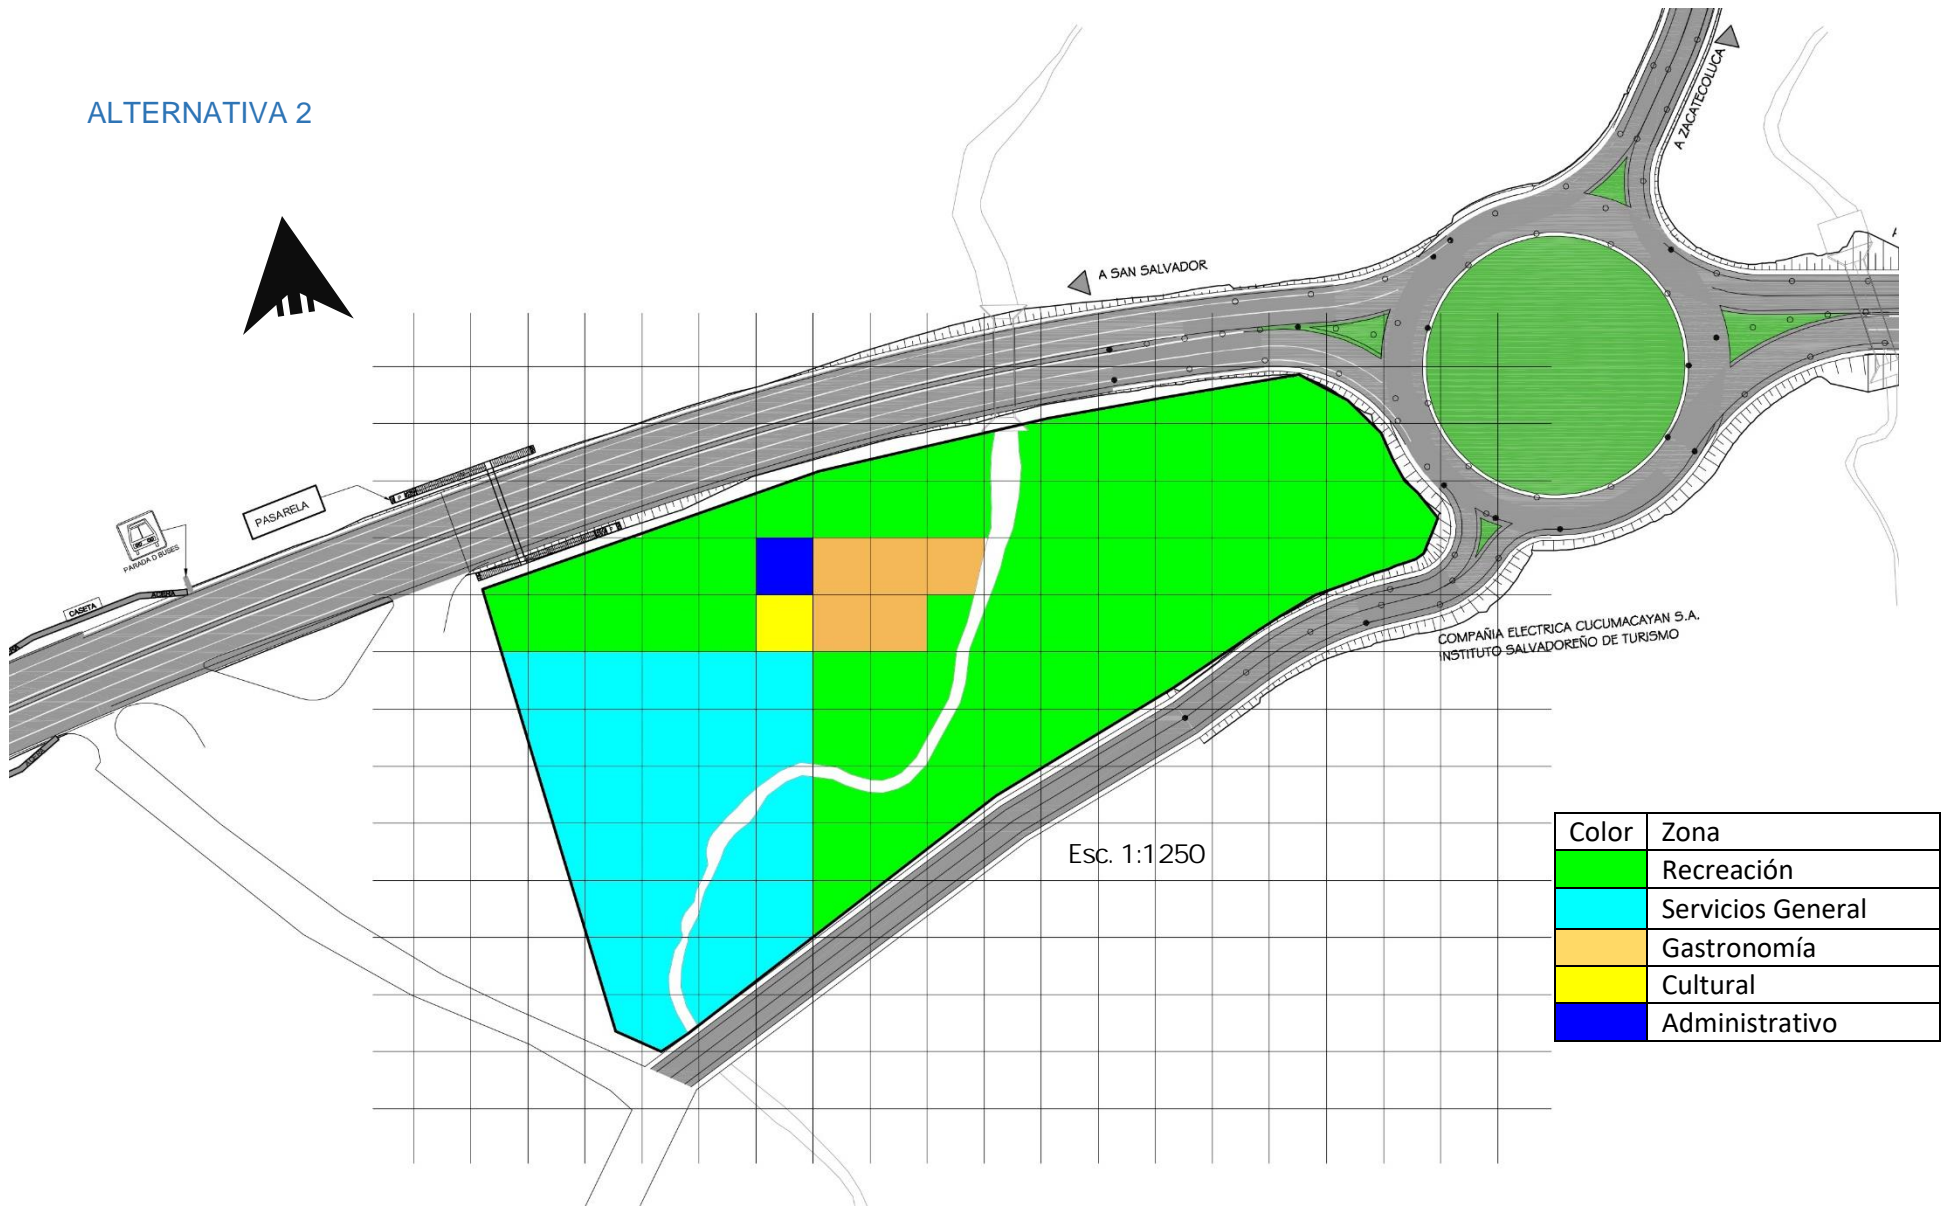 ALTERNATIVA 2
A ZACATECOLUCA
A SAN SALVADOR
PASARELA
PARADA D BUSES
CASETA
ACERA
COMPAÑIA ELECTRICA CUCUMACAYAN S.A.
INSTITUTO SALVADOREÑO DE TURISMO
Esc. 1:1250
Color Zona
Recreación
Servicios General
Gastronomía
Cultural
Administrativo